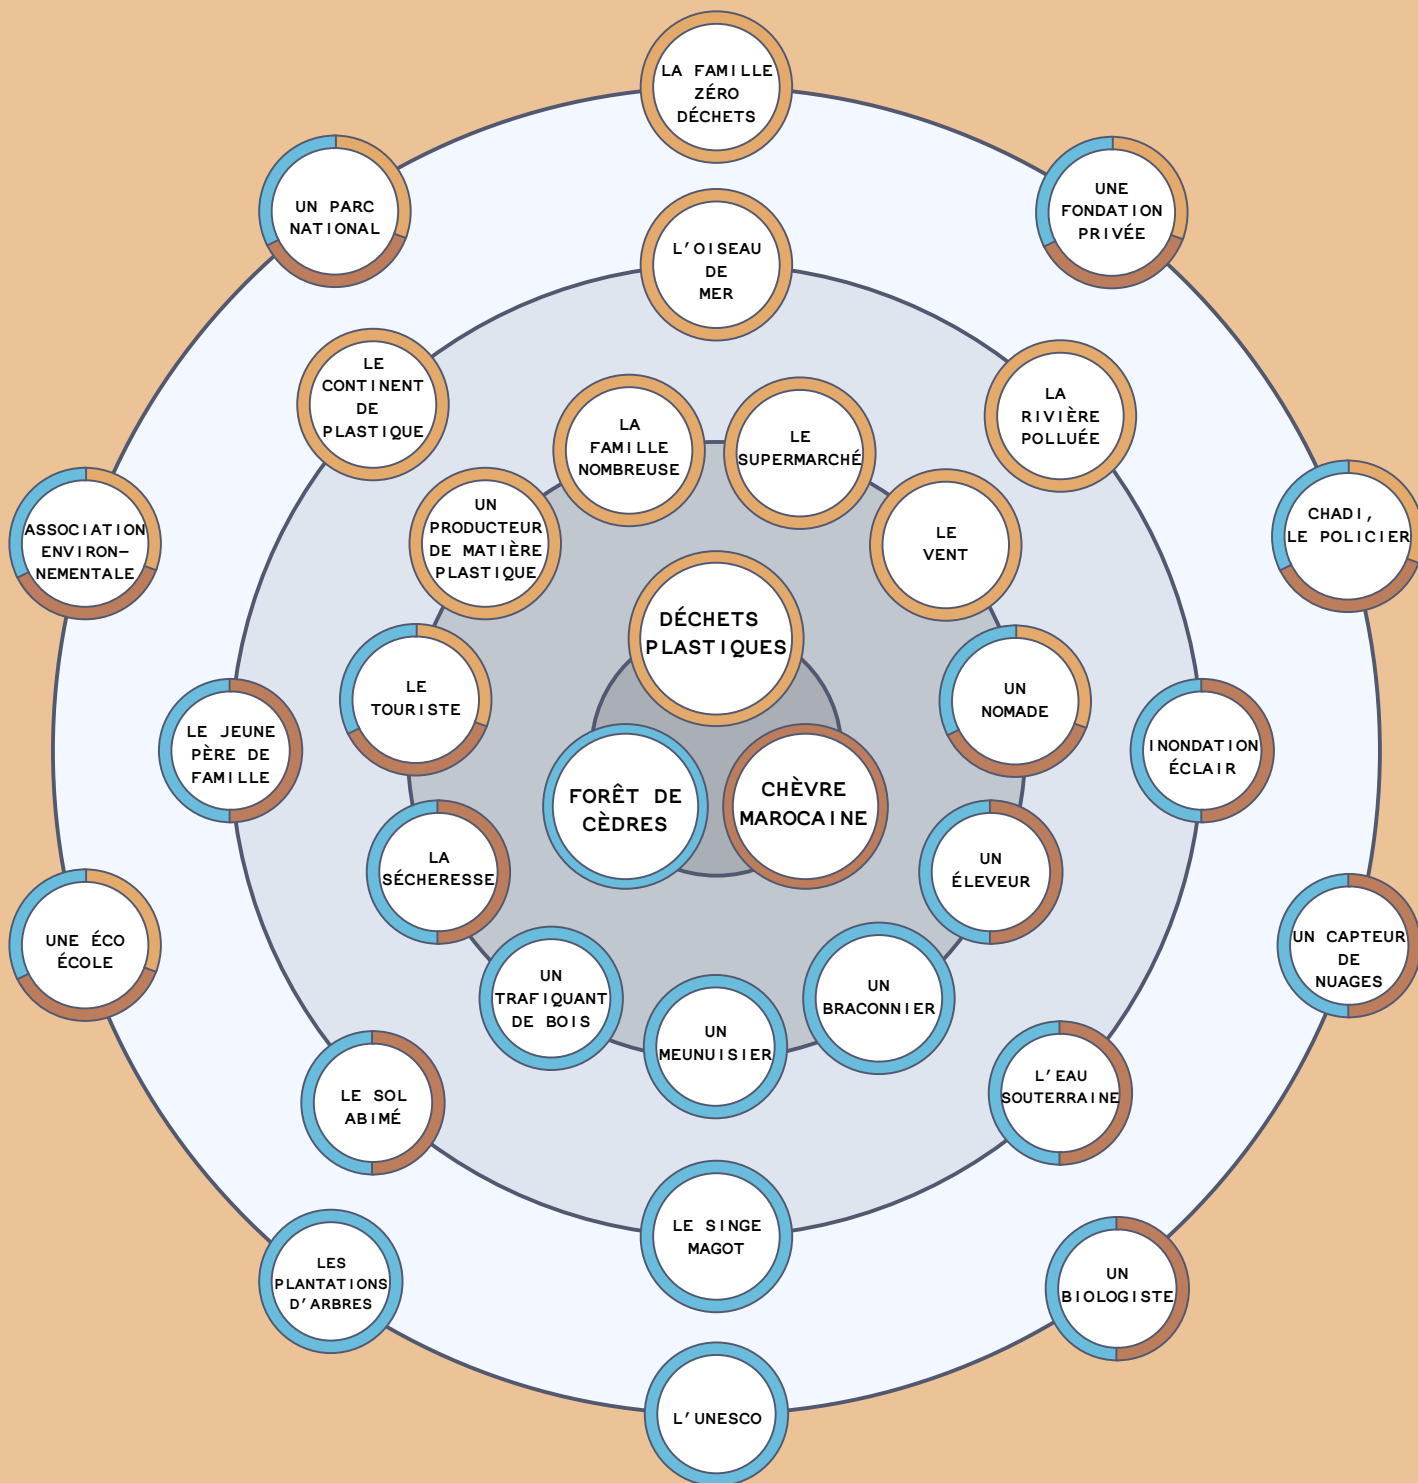 LA FAMILLE
ZÉRO
DÉCHETS
UN PARC
NATIONAL
UNE
FONDATION
PRIVÉE
L'OISEAU
DE
MER
LE
CONTINENT
DE
PLASTIQUE
LA
RIVIÈRE
POLLUÉE
LA
FAMILLE
NOMBREUSE
LE
SUPERMARCHÉ
ASSOCIATION
ENVIRON-
NEMENTALE
UN
PRODUCTEUR
DE MATIÈRE
PLASTIQUE
LE
VENT
CHADI,
LE POLICIER
DÉCHETS
PLASTIQUES
LE
TOURISTE
UN
NOMADE
LE JEUNE
PÈRE DE
FAMILLE
INONDATION
ÉCLAIR
FORÊT DE
CÈDRES
CHÈVRE
MAROCAINE
LA
SÉCHERESSE
UN
ÉLEVEUR
UNE ÉCO
ÉCOLE
UN CAPTEUR
DE
NUAGES
UN
TRAFIQUANT
DE BOIS
UN
MEUNUISIER
UN
BRACONNIER
LE SOL
ABIMÉ
L'EAU
SOUTERRAINE
LE SINGE
MAGOT
LES
PLANTATIONS
D'ARBRES
UN
BIOLOGISTE
L'UNESCO